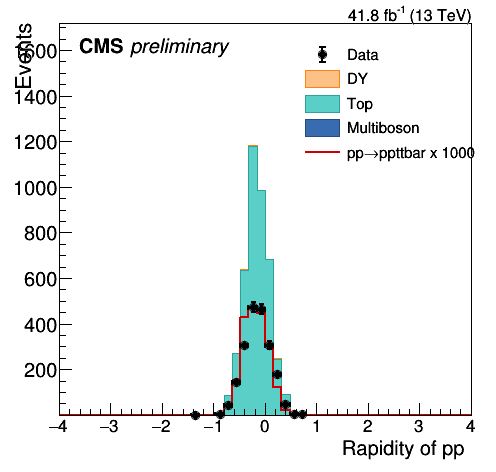 41.8 fb⁻¹ (13 TeV)
Events
CMS preliminary
Data
DY
Top
Multiboson
pp→ppttbar x 1000
1600
1400
1200
1000
800
600
400
200
−4 −3 −2 −1 0 1 2 3 4
Rapidity of pp